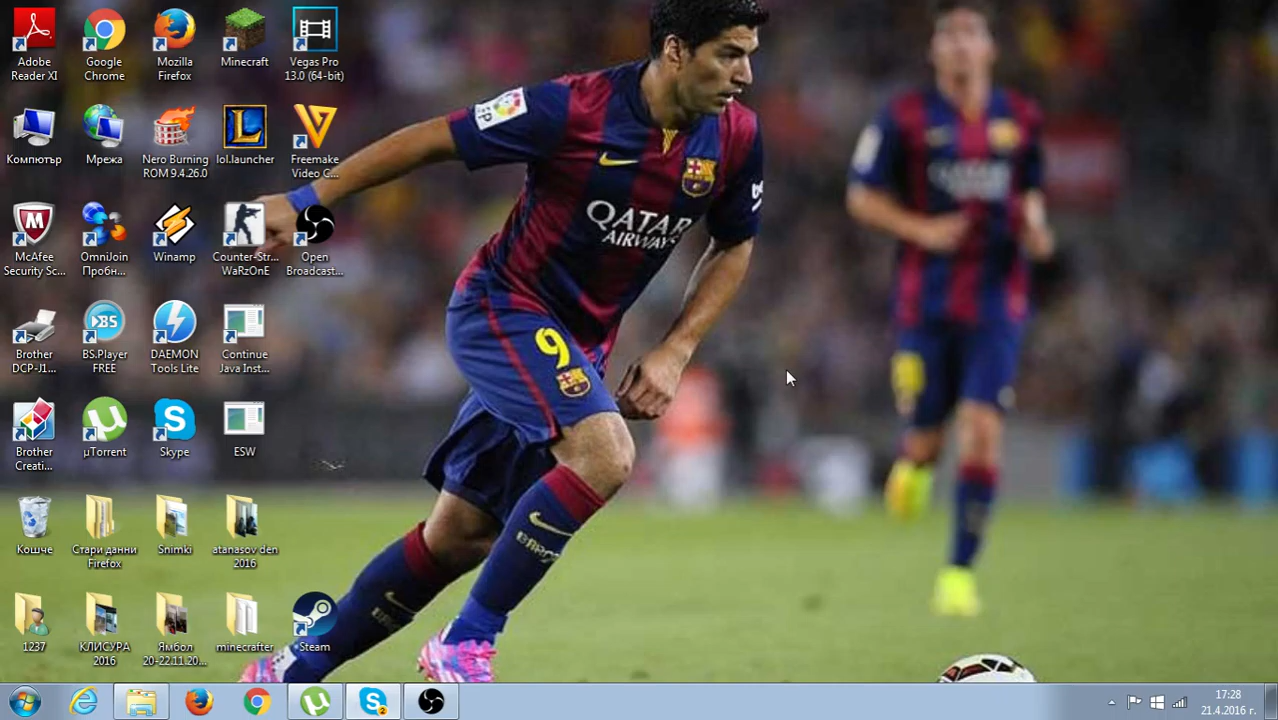 Adobe
Reader XI
Google
Chrome
Mozilla
Firefox
Minecraft
Vegas Pro
13.0 (64-bit)
Компютър
Мрежа
Nero Burning
ROM 9.4.26.0
lol.launcher
Freemake
Video C...
McAfee
Security Sc...
OmniJoin
Пробн...
Winamp
Counter-Str...
WaRzOnE
Open
Broadcast...
Brother
DCP-J1...
BS.Player
FREE
DAEMON
Tools Lite
Continue
Java Inst...
Brother
Creati...
µTorrent
Skype
ESW
Кошче
Стари данни
Firefox
Snimki
atanasov den
2016
1237
КЛИСУРА
2016
Ямбол
20-22.11.20...
minecrafter
Steam
QATAR
AIRWAYS
9
17:28
21.4.2016 г.
2